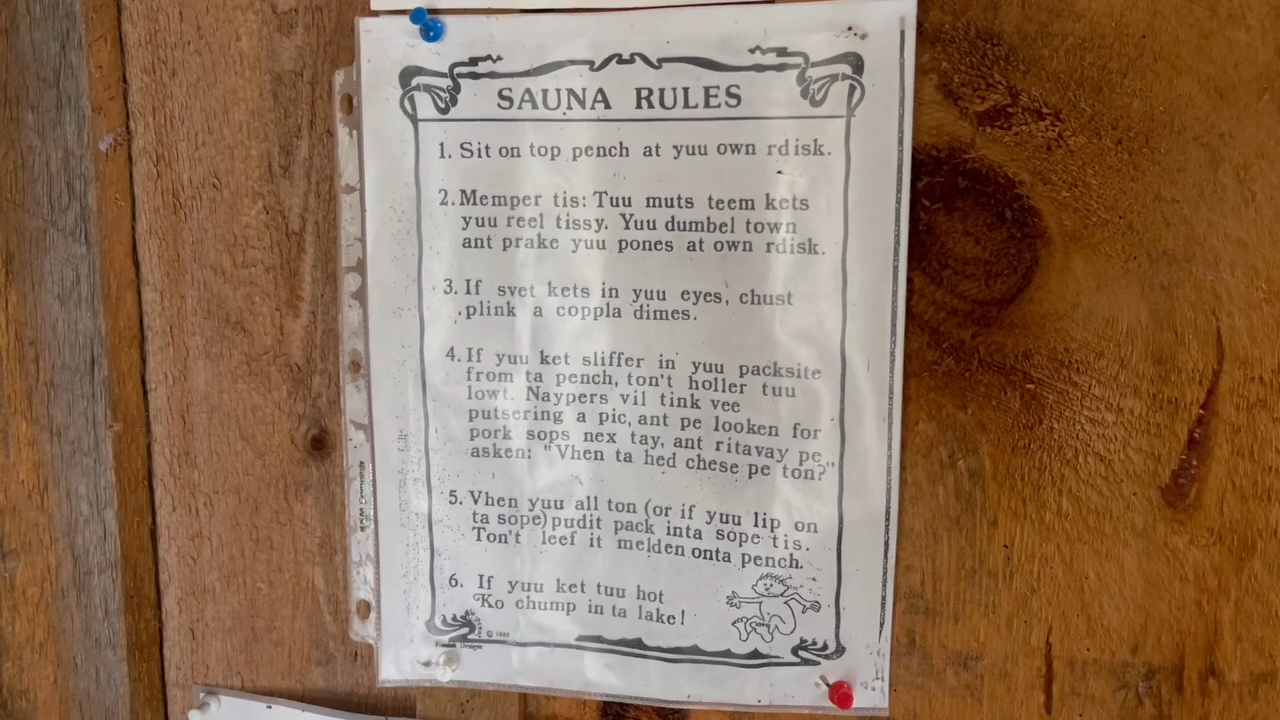 SAUNA RULES
1. Sit on top pench at yuu own rdisk.
2. Memper tis: Tuu muts teem kets
yuu reel tissy. Yuu dumbel town
ant prake yuu pones at own rdisk.
3. If svet kets in yuu eyes, chust
plink a coppla dimes.
4. If yuu ket sliffer in yuu packsite
from ta pench, ton't holler tuu
lowt. Naypers vil tink vee
putsering a pic, ant pe looken for
pork sops nex tay, ant ritavay pe
asken: "Vhen ta hed chese pe ton?"
5. Vhen yuu all ton (or if yuu lip on
ta sope) pudit pack inta sope tis.
Ton't leef it melden onta pench.
6. If yuu ket tuu hot
Ko chump in ta lake!
Designs